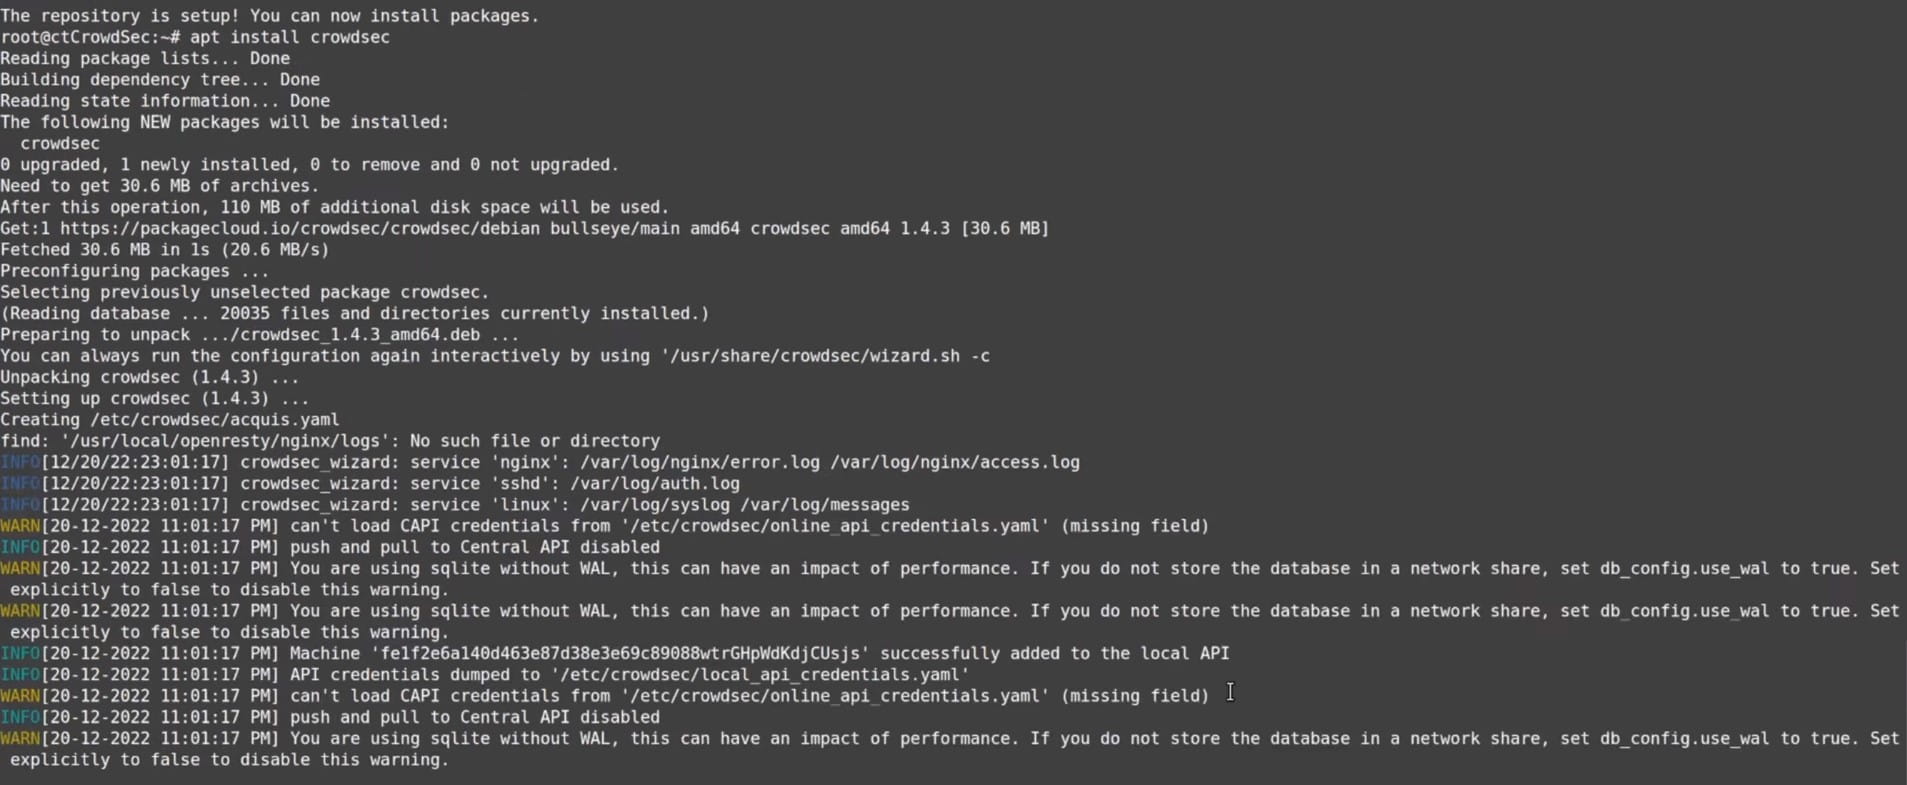 The repository is setup! You can now install packages.
root@ctCrowdSec:~# apt install crowdsec
Reading package lists... Done
Building dependency tree... Done
Reading state information... Done
The following NEW packages will be installed:
  crowdsec
0 upgraded, 1 newly installed, 0 to remove and 0 not upgraded.
Need to get 30.6 MB of archives.
After this operation, 110 MB of additional disk space will be used.
Get:1 https://packagecloud.io/crowdsec/crowdsec/debian bullseye/main amd64 crowdsec amd64 1.4.3 [30.6 MB]
Fetched 30.6 MB in 1s (20.6 MB/s)
Preconfiguring packages ...
Selecting previously unselected package crowdsec.
(Reading database ... 20035 files and directories currently installed.)
Preparing to unpack .../crowdsec_1.4.3_amd64.deb ...
You can always run the configuration again interactively by using '/usr/share/crowdsec/wizard.sh -c
Unpacking crowdsec (1.4.3) ...
Setting up crowdsec (1.4.3) ...
Creating /etc/crowdsec/acquis.yaml
find: '/usr/local/openresty/nginx/logs': No such file or directory
INFO[12/20/22:23:01:17] crowdsec_wizard: service 'nginx': /var/log/nginx/error.log /var/log/nginx/access.log
INFO[12/20/22:23:01:17] crowdsec_wizard: service 'sshd': /var/log/auth.log
INFO[12/20/22:23:01:17] crowdsec_wizard: service 'linux': /var/log/syslog /var/log/messages
WARN[20-12-2022 11:01:17 PM] can't load CAPI credentials from '/etc/crowdsec/online_api_credentials.yaml' (missing field)
INFO[20-12-2022 11:01:17 PM] push and pull to Central API disabled
WARN[20-12-2022 11:01:17 PM] You are using sqlite without WAL, this can have an impact of performance. If you do not store the database in a network share, set db_config.use_wal to true. Set
 explicitly to false to disable this warning.
WARN[20-12-2022 11:01:17 PM] You are using sqlite without WAL, this can have an impact of performance. If you do not store the database in a network share, set db_config.use_wal to true. Set
 explicitly to false to disable this warning.
INFO[20-12-2022 11:01:17 PM] Machine 'fe1f2e6a140d463e87d38e3e69c89088wtrGHpWdKdjCUsjs' successfully added to the local API
INFO[20-12-2022 11:01:17 PM] API credentials dumped to '/etc/crowdsec/local_api_credentials.yaml'
WARN[20-12-2022 11:01:17 PM] can't load CAPI credentials from '/etc/crowdsec/online_api_credentials.yaml' (missing field)
INFO[20-12-2022 11:01:17 PM] push and pull to Central API disabled
WARN[20-12-2022 11:01:17 PM] You are using sqlite without WAL, this can have an impact of performance. If you do not store the database in a network share, set db_config.use_wal to true. Set
 explicitly to false to disable this warning.